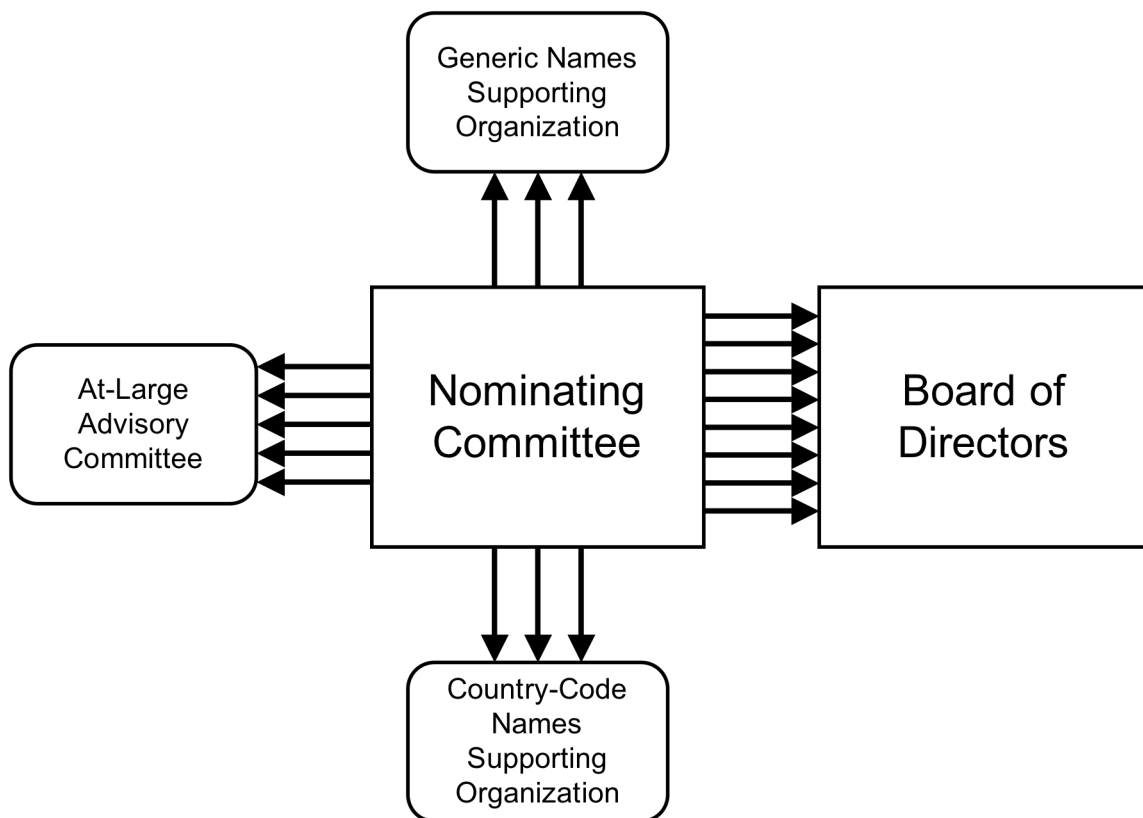 Generic Names
Supporting
Organization
At-Large
Advisory
Committee
Nominating
Committee
Board of
Directors
Country-Code
Names
Supporting
Organization